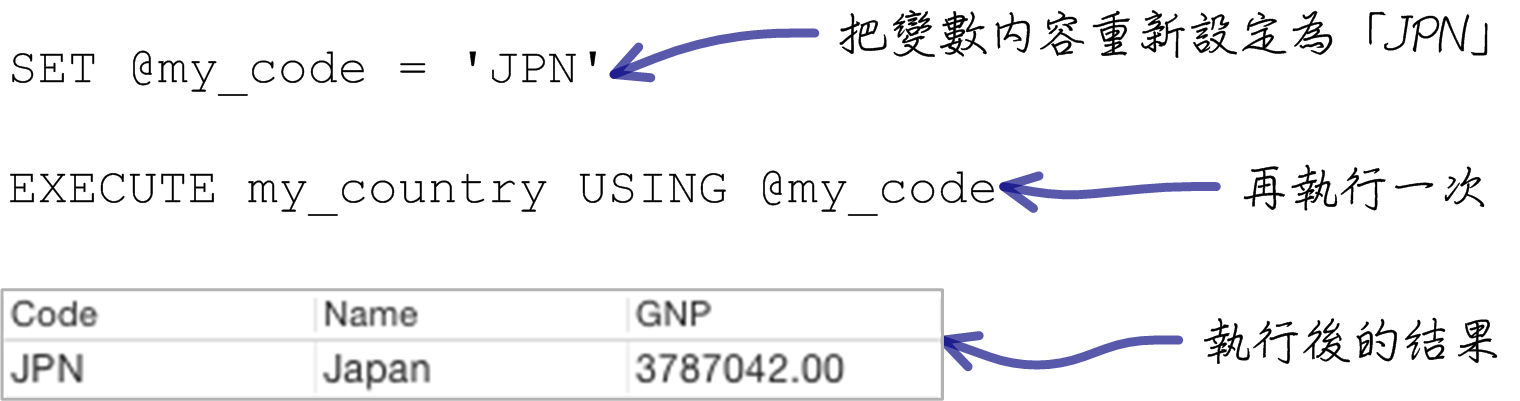 SET @my_code = 'JPN'
把變數內容重新設定為「JPN」
EXECUTE my_country USING @my_code
再執行一次
Code Name GNP
JPN Japan 3787042.00
執行後的結果